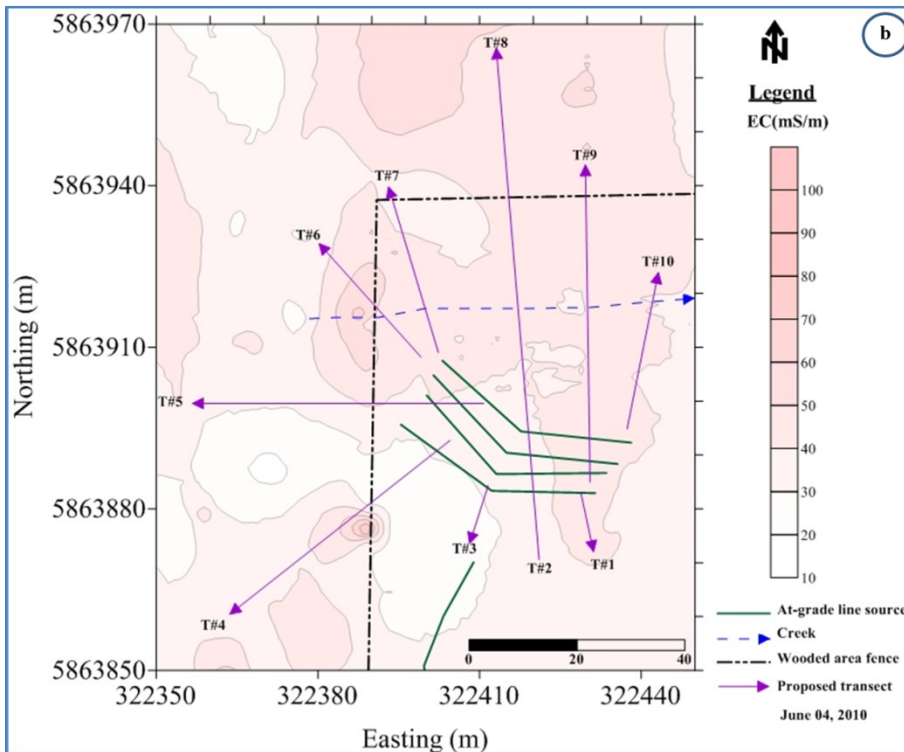 b
5863970
5863940
5863910
5863880
5863850
Northing (m)
322350
322380
322410
322440
Easting (m)
T#8
T#9
T#7
T#6
T#10
T#5
T#3
T#2
T#1
T#4
0
20
40
N
Legend
EC(mS/m)
100
90
80
70
60
50
40
30
20
10
At-grade line source
Creek
Wooded area fence
Proposed transect
June 04, 2010